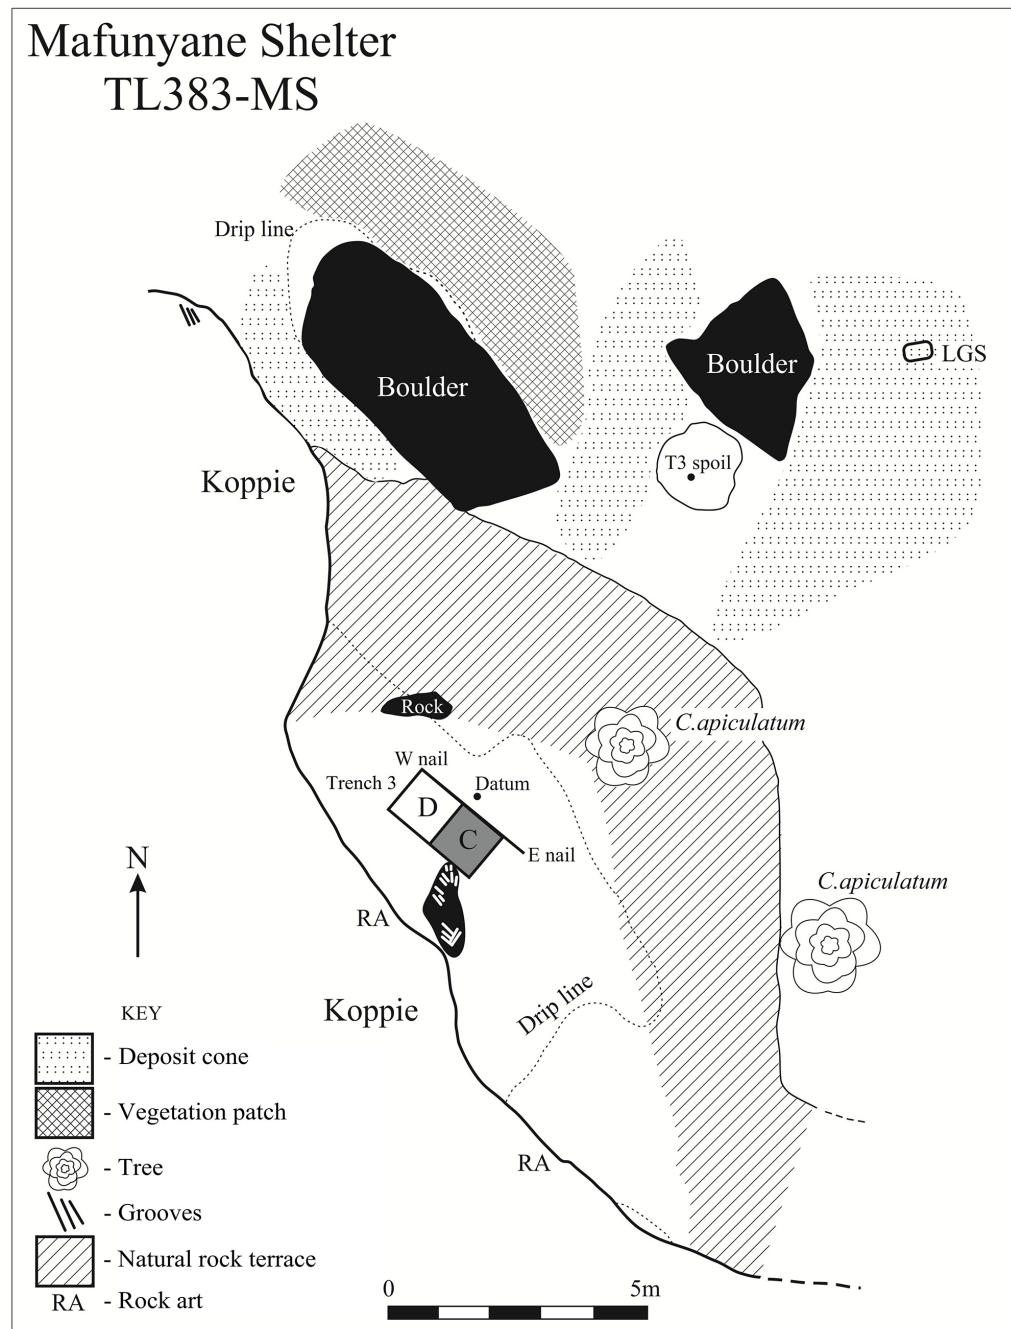 Mafunyane Shelter
TL383-MS
Drip line
Boulder
Boulder
LGS
T3 spoil
Koppie
Rock
C.apiculatum
W nail
Trench 3
Datum
D
C
E nail
N
C.apiculatum
RA
Koppie
Drip line
RA
KEY
- Deposit cone
- Vegetation patch
- Tree
- Grooves
- Natural rock terrace
RA - Rock art
0 5m